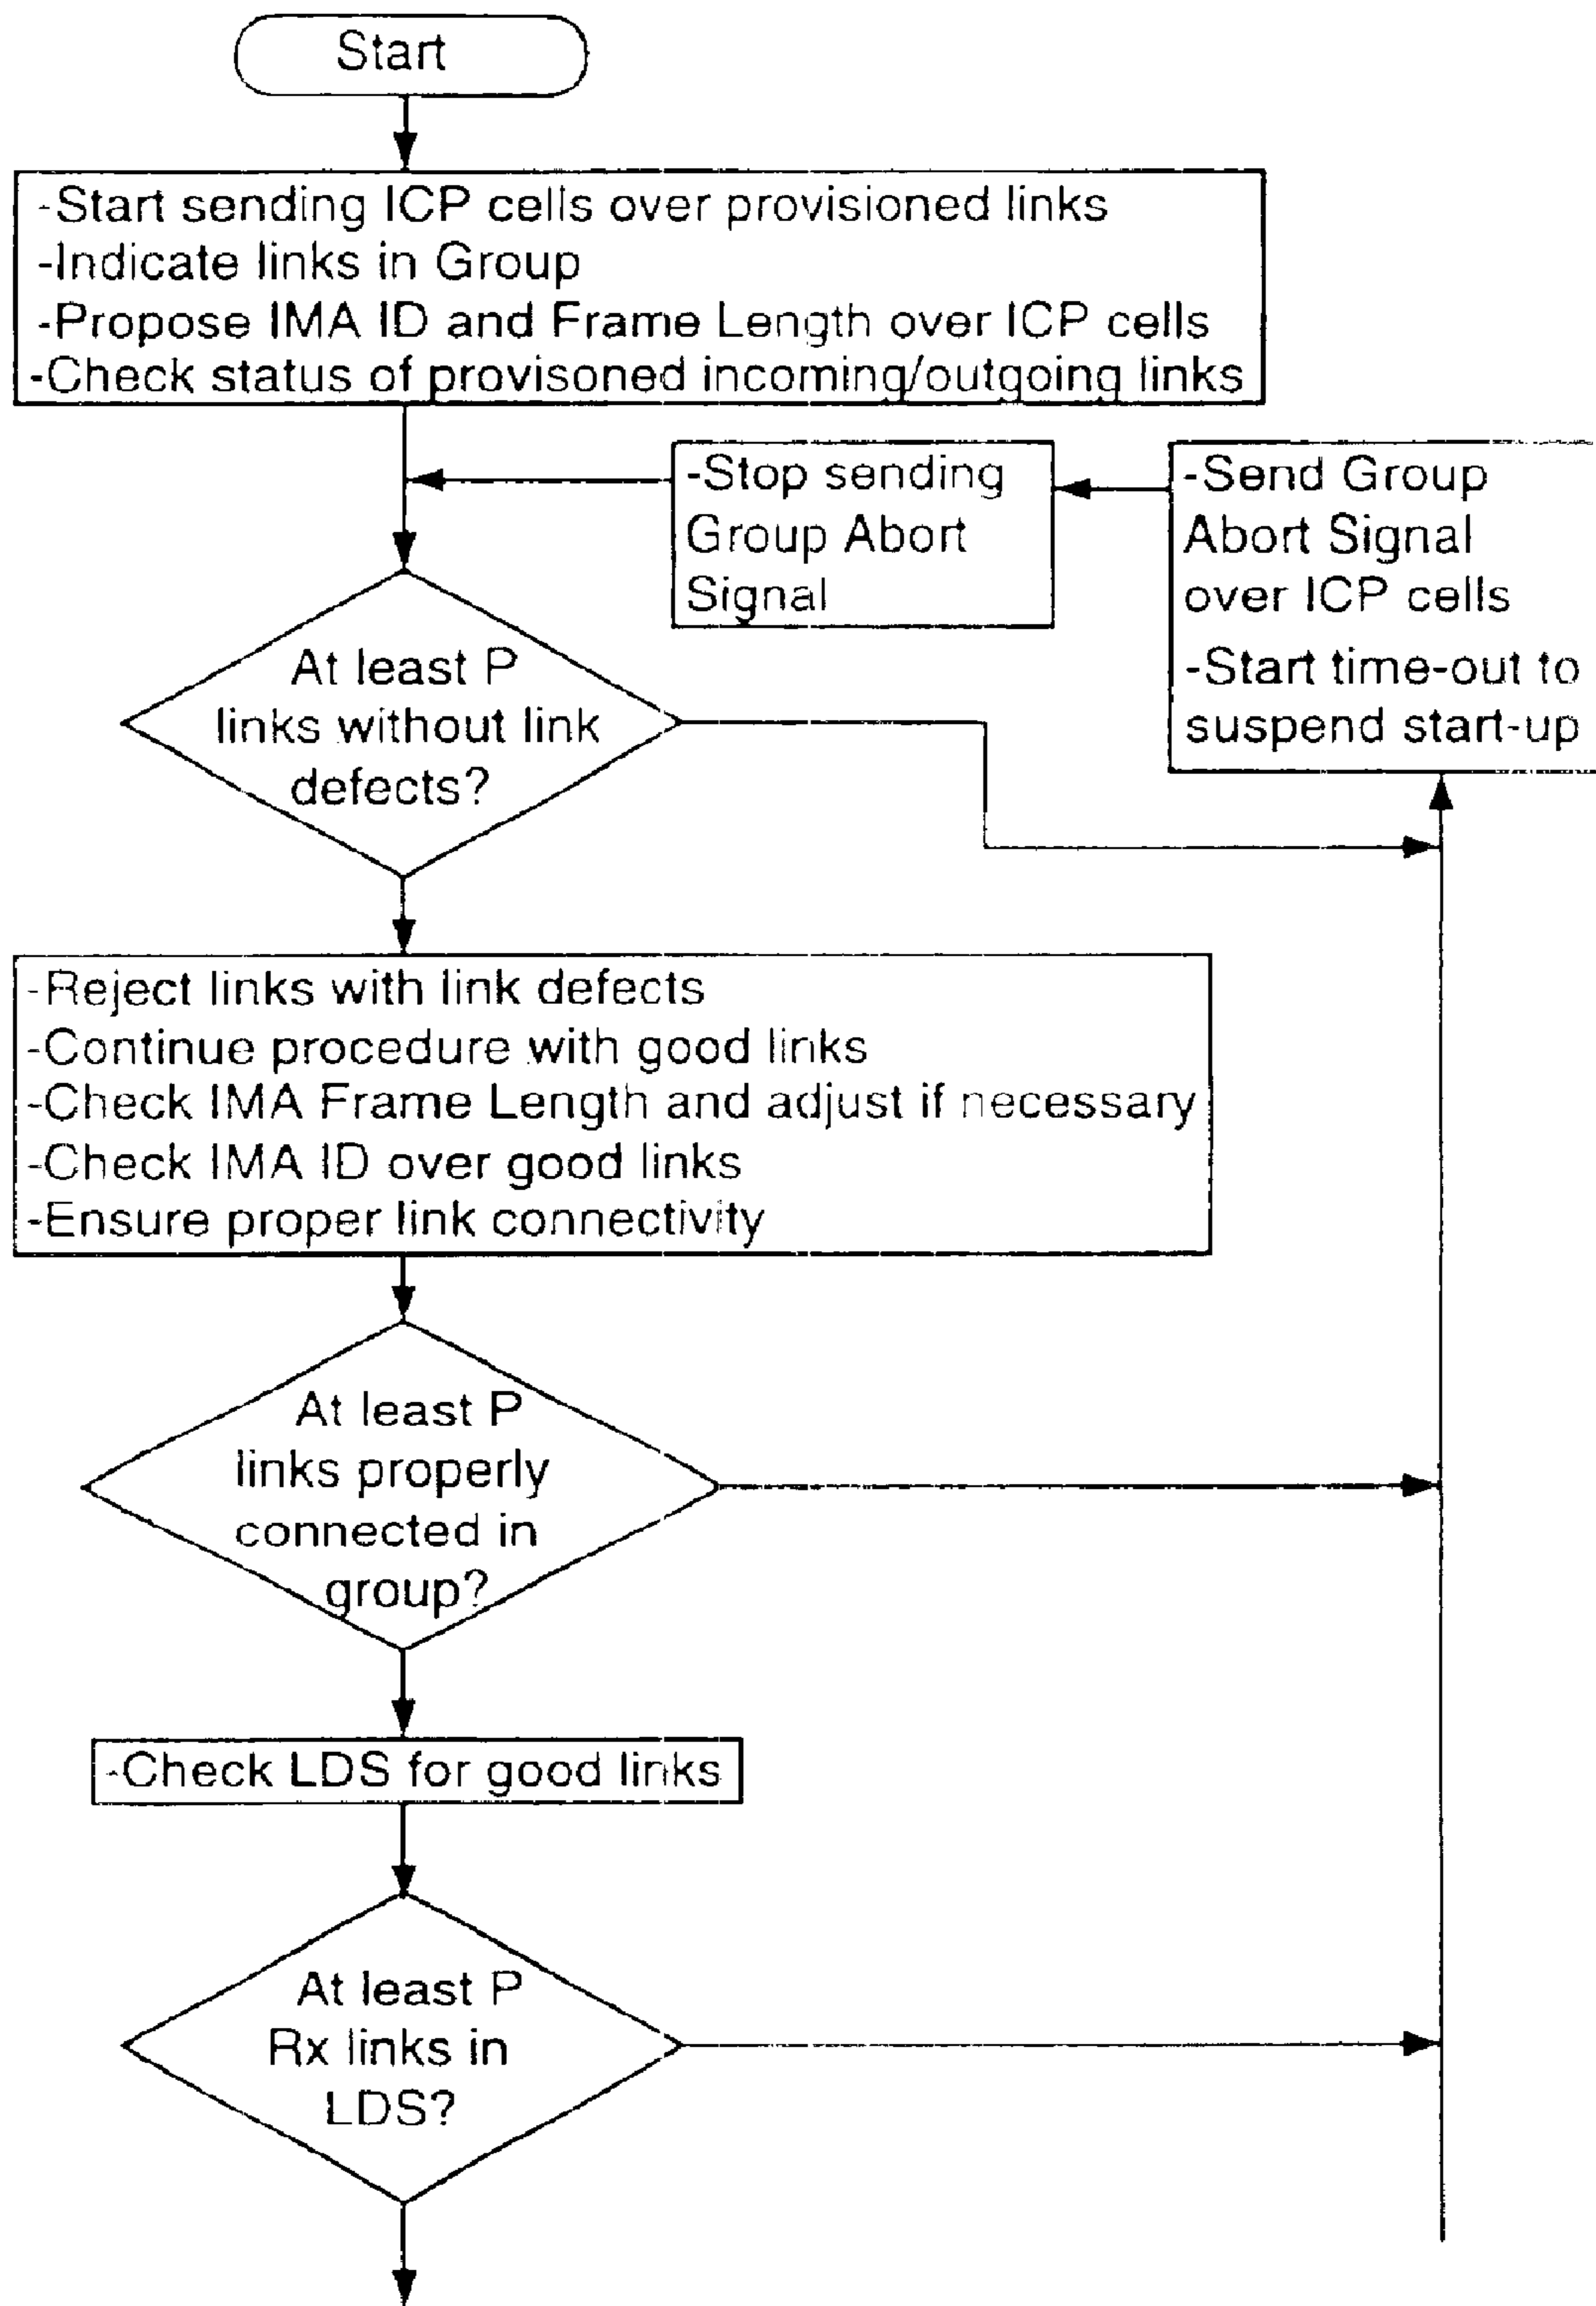 Start
-Start sending ICP cells over provisioned links
-Indicate links in Group
-Propose IMA ID and Frame Length over ICP cells
-Check status of provisoned incoming/outgoing links
-Stop sending
Group Abort
Signal
-Send Group
Abort Signal
over ICP cells
-Start time-out to
suspend start-up
At least P
links without link
defects?
-Reject links with link defects
-Continue procedure with good links
-Check IMA Frame Length and adjust if necessary
-Check IMA ID over good links
-Ensure proper link connectivity
At least P
links properly
connected in
group?
-Check LDS for good links
At least P
Rx links in
LDS?